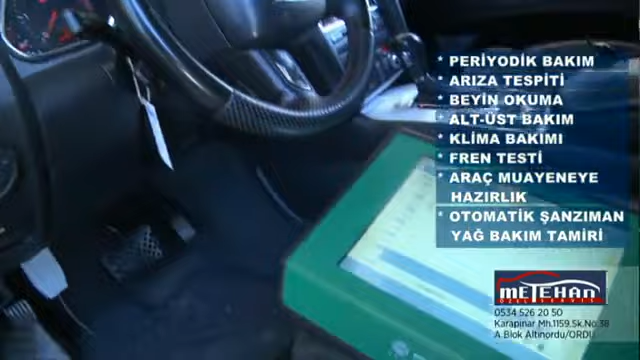 * PERİYODİK BAKIM
* ARIZA TESPİTİ
* BEYİN OKUMA
* ALT-ÜST BAKIM
* KLİMA BAKIMI
* FREN TESTİ
* ARAÇ MUAYENEYE
HAZIRLIK
* OTOMATİK ŞANZIMAN
YAĞ BAKIM TAMİRİ
METEHAN
ÖZEL SERVİS
0534 526 20 50
Karapınar Mh.1159.Sk.No:38
A Blok Altınordu/ORDU